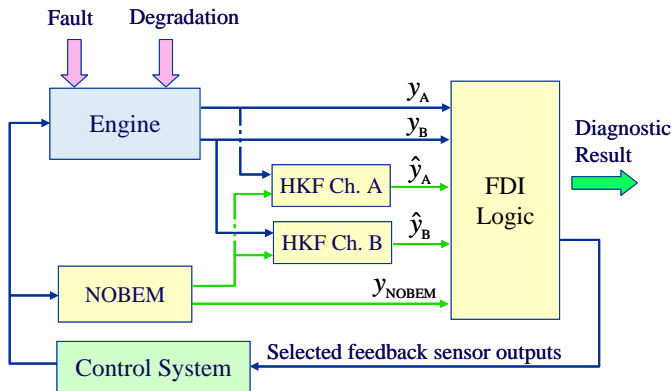 Fault
Degradation
Engine
y_A
y_B
Diagnostic
Result
HKF Ch. A
ŷ_A
FDI
Logic
HKF Ch. B
ŷ_B
NOBEM
y_NOBEM
Control System
Selected feedback sensor outputs